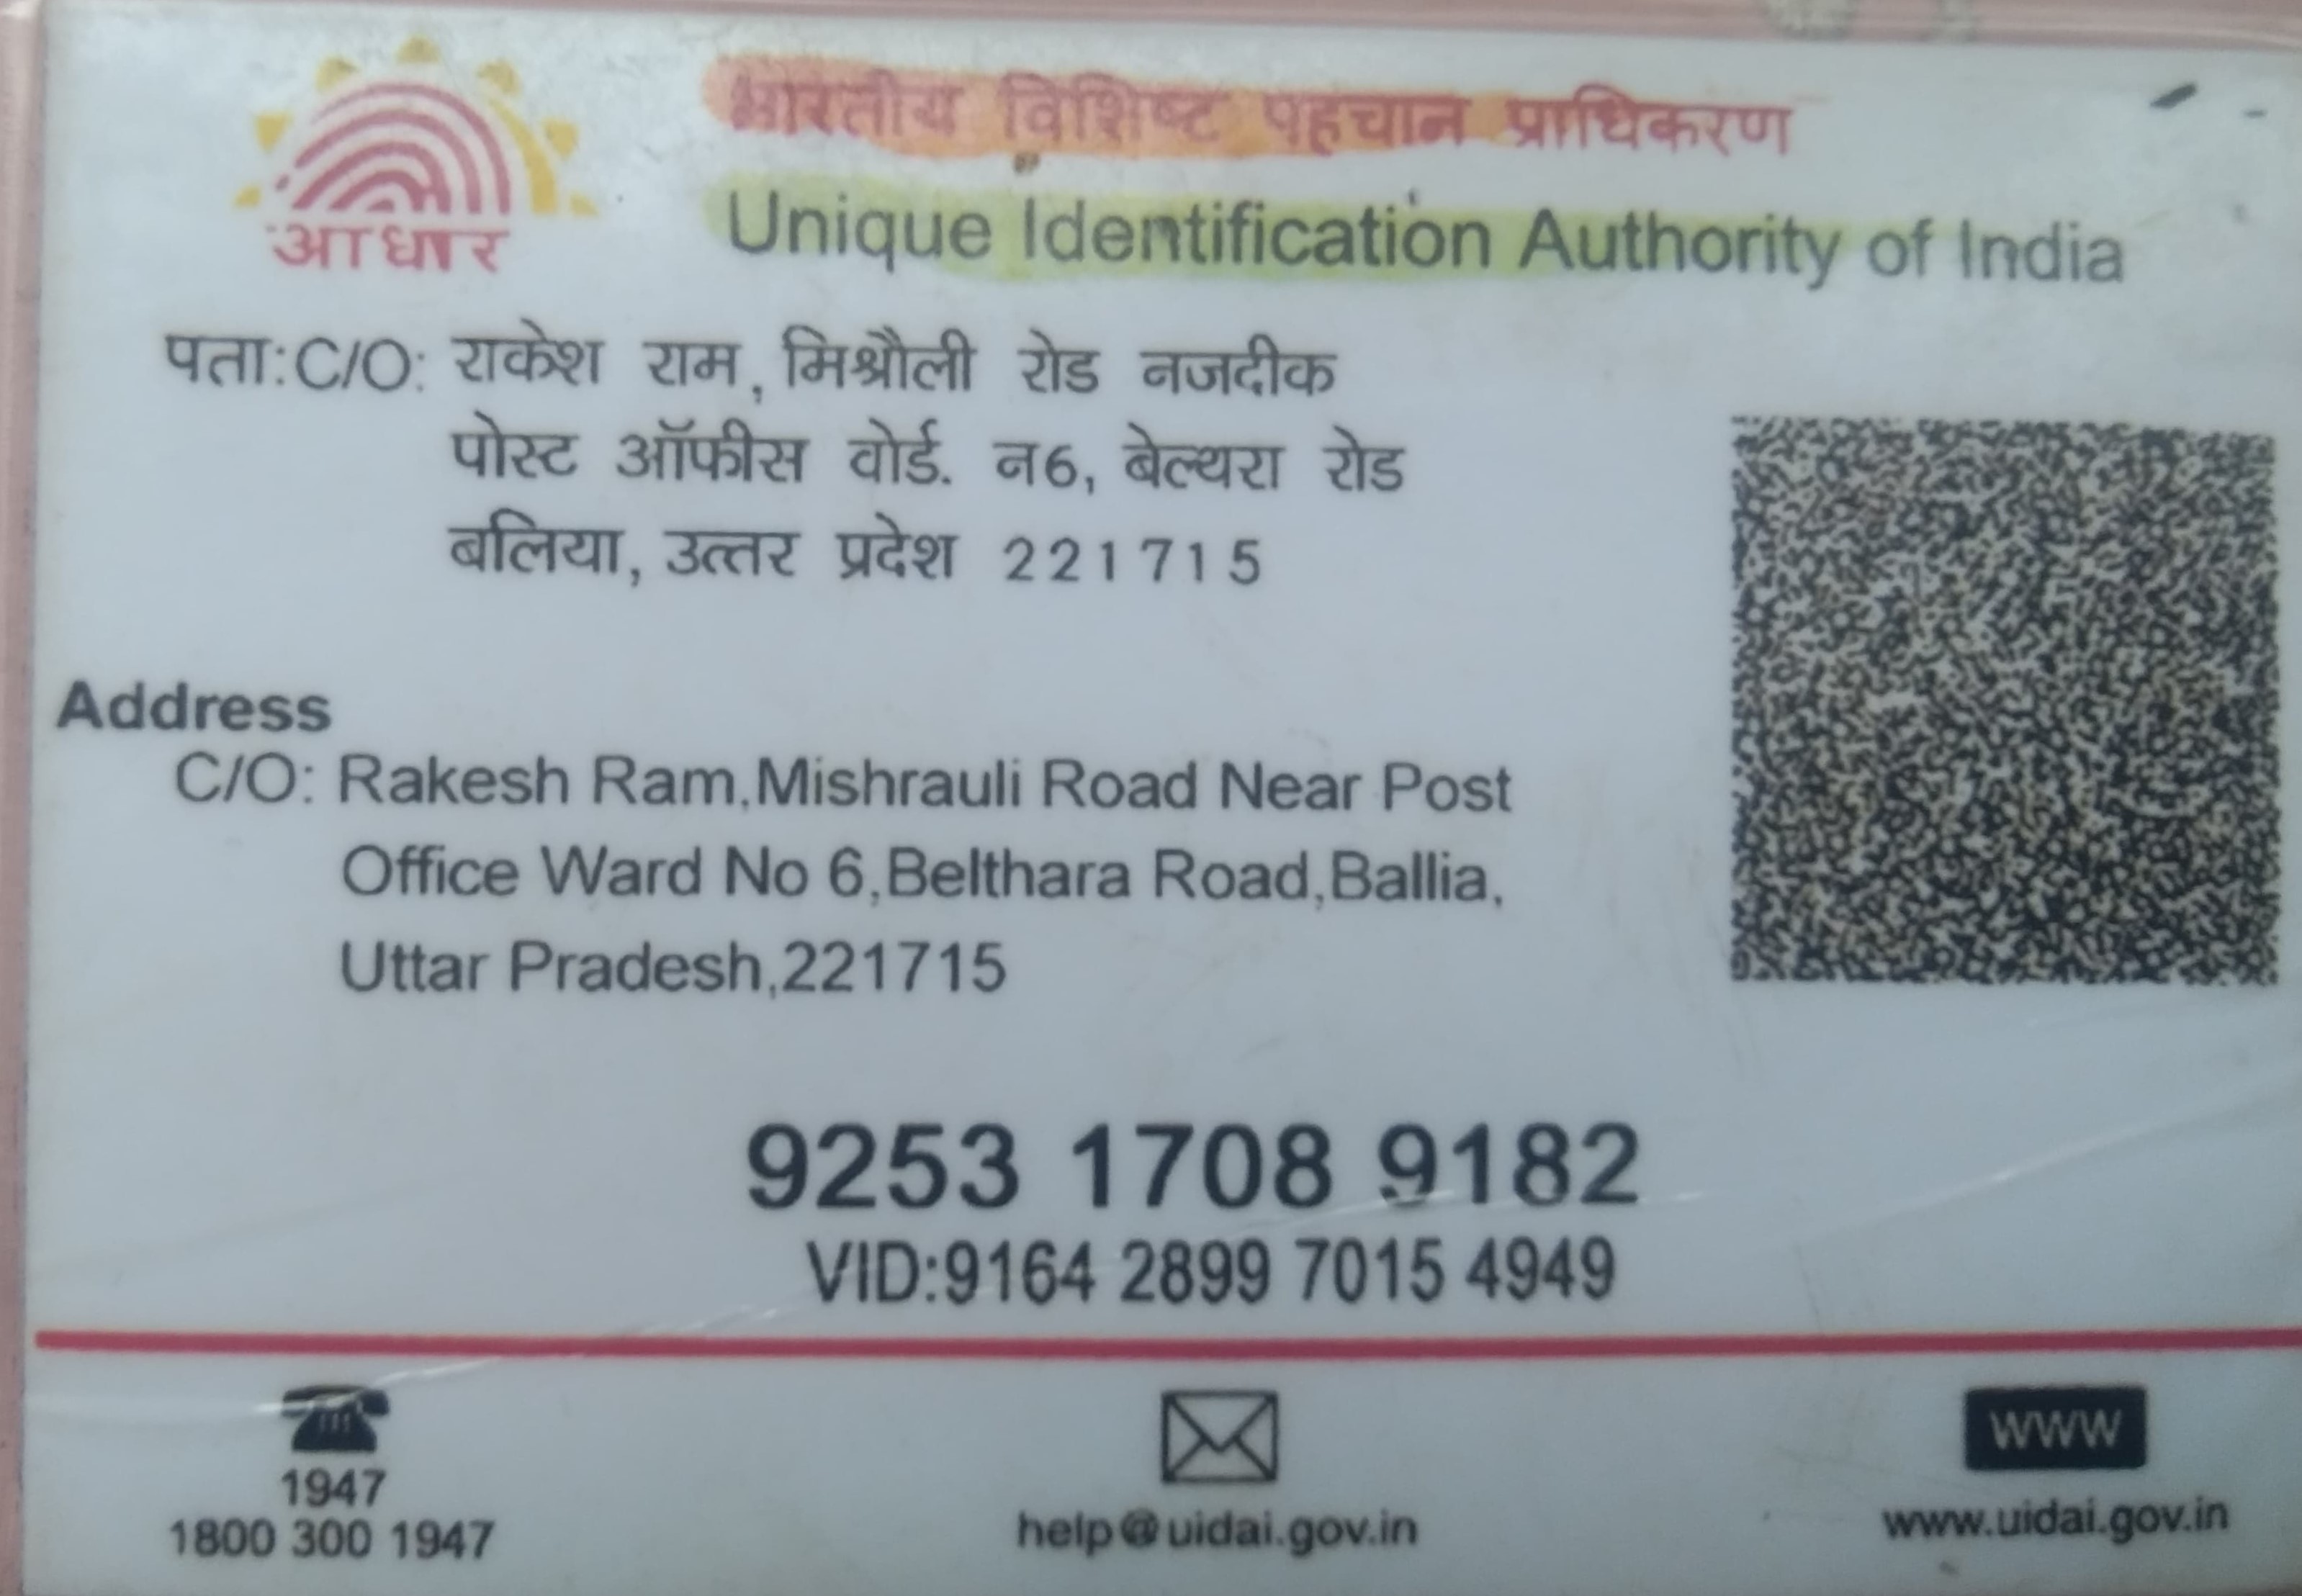 आधार
भारतीय विशिष्ट पहचान प्राधिकरण
Unique Identification Authority of India
पता:C/O: राकेश राम, मिश्रौली रोड नजदीक
पोस्ट ऑफीस वोर्ड. न6, बेल्थरा रोड
बलिया, उत्तर प्रदेश 221715
Address
C/O: Rakesh Ram,Mishrauli Road Near Post
Office Ward No 6,Belthara Road,Ballia,
Uttar Pradesh,221715
9253 1708 9182
VID:9164 2899 7015 4949
1947
1800 300 1947
help@uidai.gov.in
www
www.uidai.gov.in